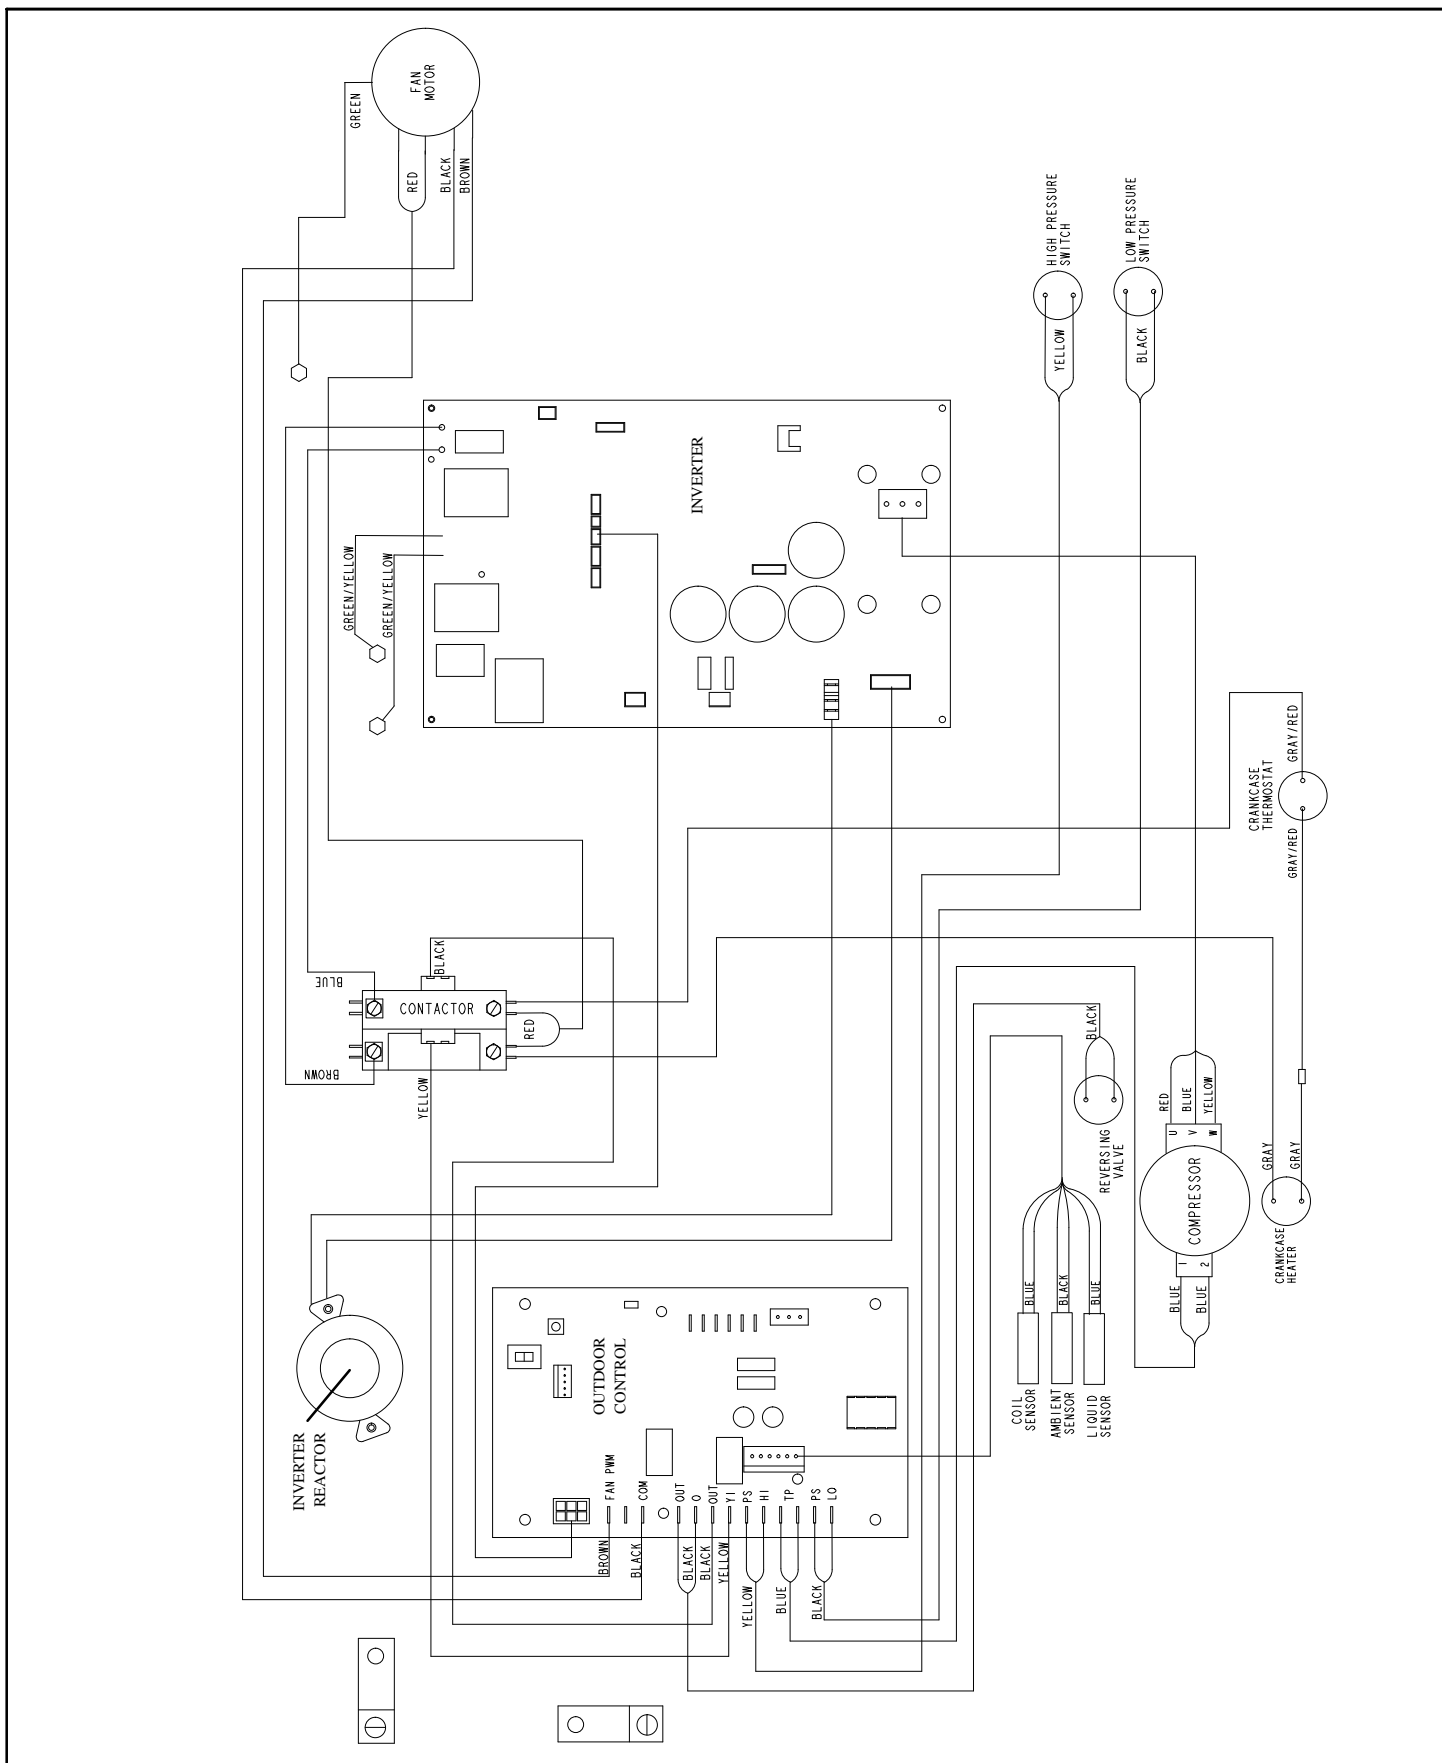 FAN
MOTOR
GREEN
RED
BLACK
BROWN
HIGH PRESSURE
SWITCH
LOW PRESSURE
SWITCH
YELLOW
BLACK
INVERTER
GREEN/YELLOW
GREEN/YELLOW
GRAY/RED
CRANKCASE
THERMOSTAT
GRAY/RED
BLUE
BLACK
CONTACTOR
RED
BROWN
YELLOW
BLACK
REVERSING
VALVE
RED
BLUE
YELLOW
U
V
W
COMPRESSOR
1
2
BLUE
BLUE
GRAY
GRAY
CRANKCASE
HEATER
BLUE
BLACK
BLUE
COIL
SENSOR
AMBIENT
SENSOR
LIQUID
SENSOR
INVERTER
REACTOR
OUTDOOR
CONTROL
FAN PWM
COM
OUT
O
OUT
Y1
PS
HI
TP
PS
LO
BROWN
BLACK
BLACK
BLACK
YELLOW
YELLOW
BLUE
BLACK